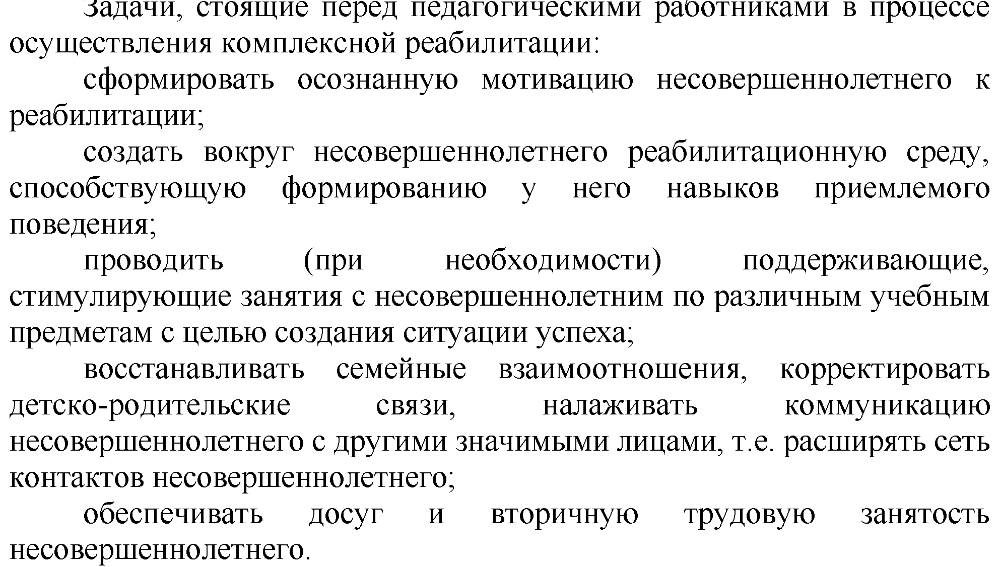 Задачи, стоящие перед педагогическими работниками в процессе
осуществления комплексной реабилитации:
сформировать осознанную мотивацию несовершеннолетнего к
реабилитации;
создать вокруг несовершеннолетнего реабилитационную среду,
способствующую формированию у него навыков приемлемого
поведения;
проводить (при необходимости) поддерживающие,
стимулирующие занятия с несовершеннолетним по различным учебным
предметам с целью создания ситуации успеха;
восстанавливать семейные взаимоотношения, корректировать
детско-родительские связи, налаживать коммуникацию
несовершеннолетнего с другими значимыми лицами, т.е. расширять сеть
контактов несовершеннолетнего;
обеспечивать досуг и вторичную трудовую занятость
несовершеннолетнего.